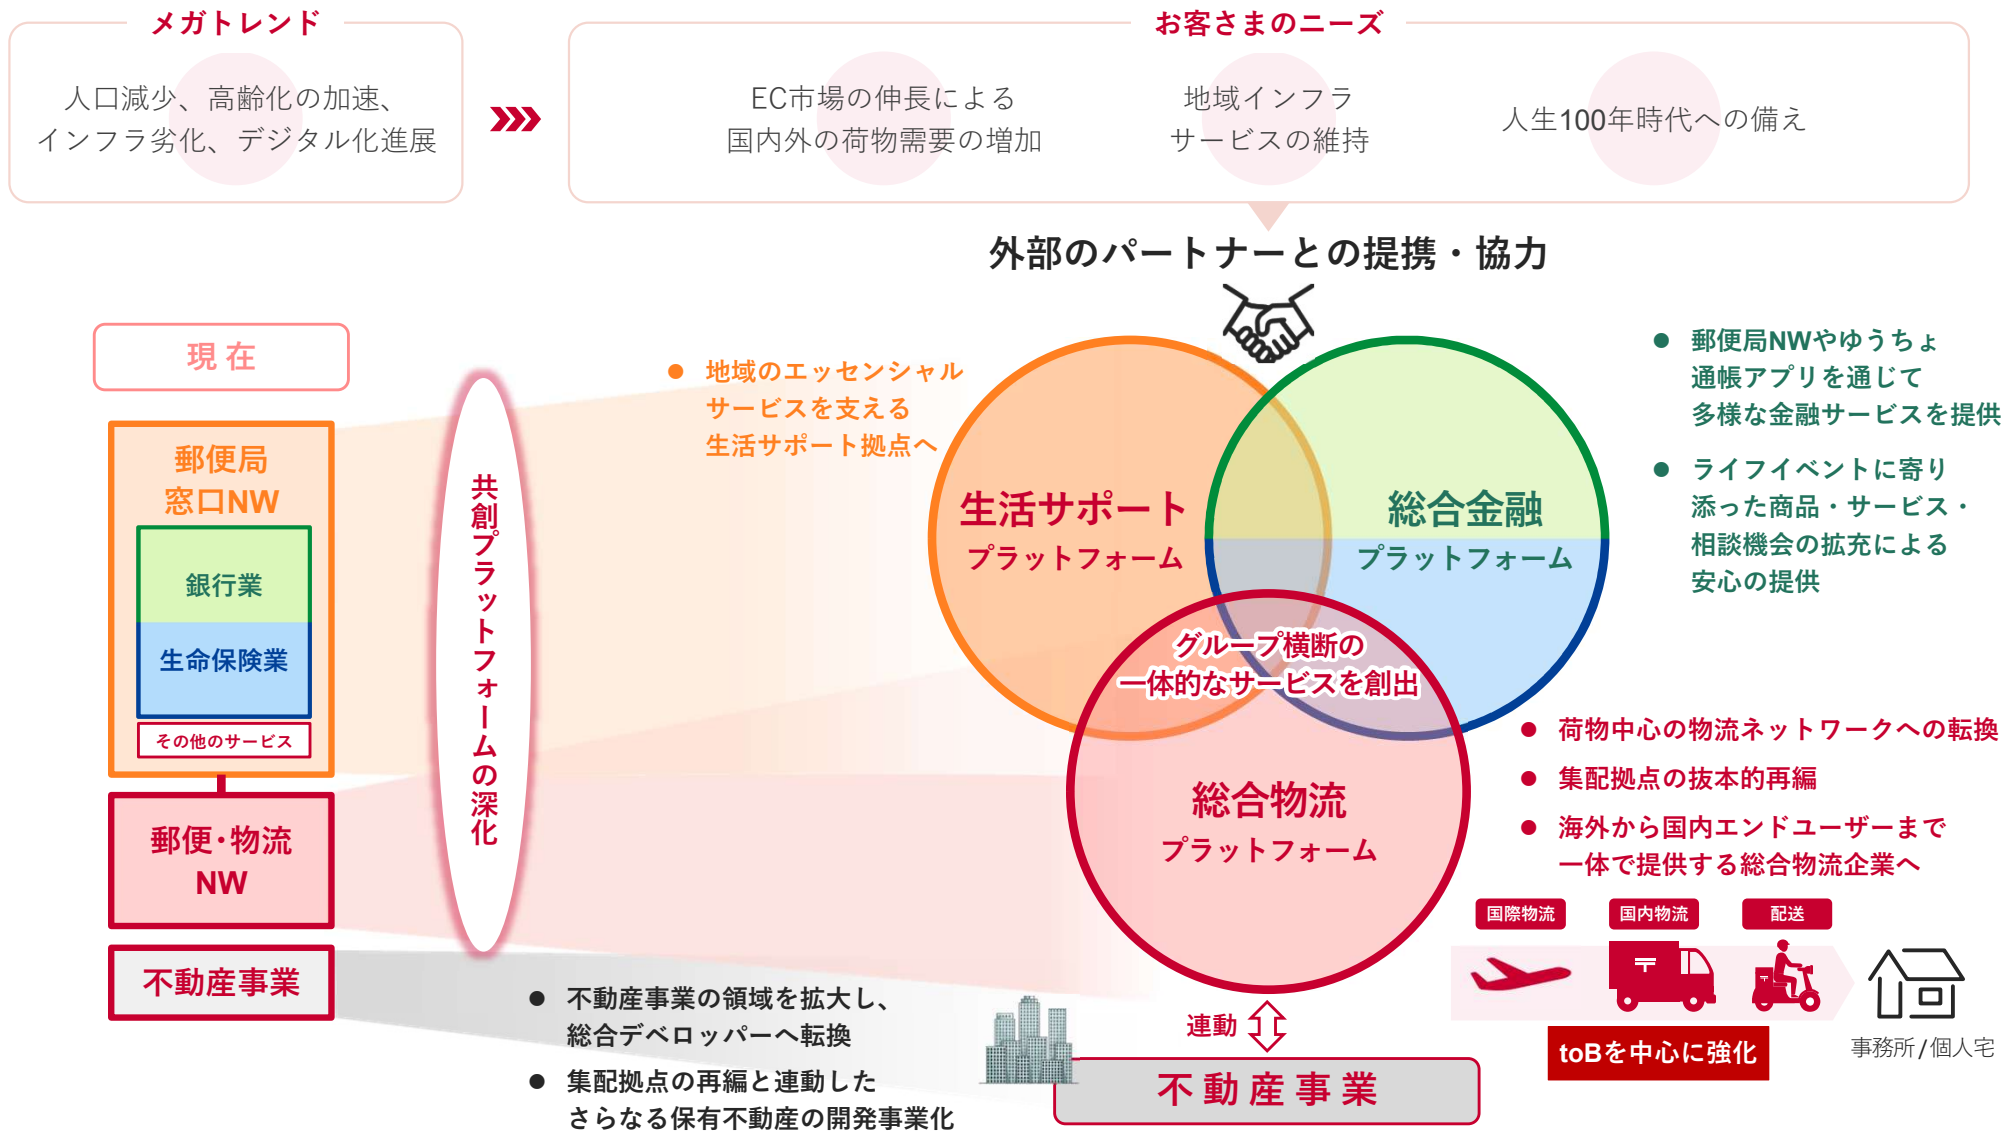 メガトレンド
人口減少、高齢化の加速、
インフラ劣化、デジタル化進展
お客さまのニーズ
EC市場の伸長による
国内外の荷物需要の増加
地域インフラ
サービスの維持
人生100年時代への備え
外部のパートナーとの提携・協力
現在
郵便局
窓口NW
銀行業
生命保険業
その他のサービス
郵便・物流
NW
不動産事業
共創プラットフォームの深化
● 地域のエッセンシャル
サービスを支える
生活サポート拠点へ
生活サポート
プラットフォーム
総合金融
プラットフォーム
● 郵便局NWやゆうちょ
通帳アプリを通じて
多様な金融サービスを提供
● ライフイベントに寄り
添った商品・サービス・
相談機会の拡充による
安心の提供
グループ横断の
一体的なサービスを創出
総合物流
プラットフォーム
● 荷物中心の物流ネットワークへの転換
● 集配拠点の抜本的再編
● 海外から国内エンドユーザーまで
一体で提供する総合物流企業へ
国際物流
国内物流
配送
toBを中心に強化
事務所/個人宅
● 不動産事業の領域を拡大し、
総合デベロッパーへ転換
● 集配拠点の再編と連動した
さらなる保有不動産の開発事業化
連動
不動産事業